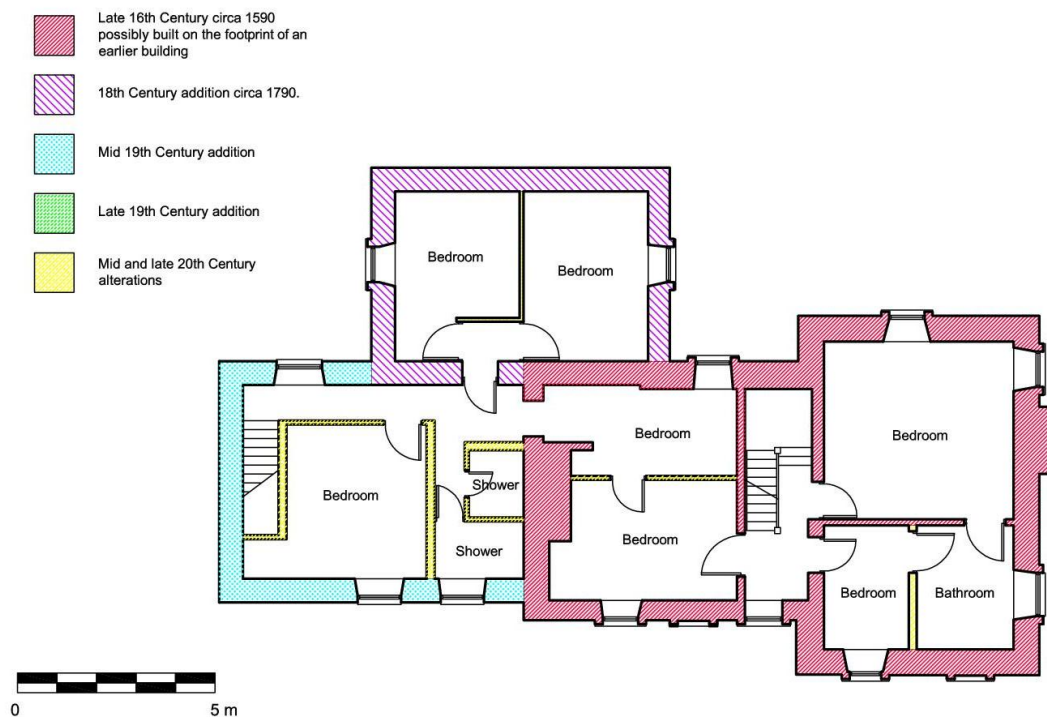 Late 16th Century circa 1590
possibly built on the footprint of an
earlier building
18th Century addition circa 1790.
Mid 19th Century addition
Late 19th Century addition
Mid and late 20th Century
alterations
Bedroom
Bedroom
Bedroom
Bedroom
Shower
Bedroom
Bedroom
Shower
Bedroom
Bathroom
0
5 m